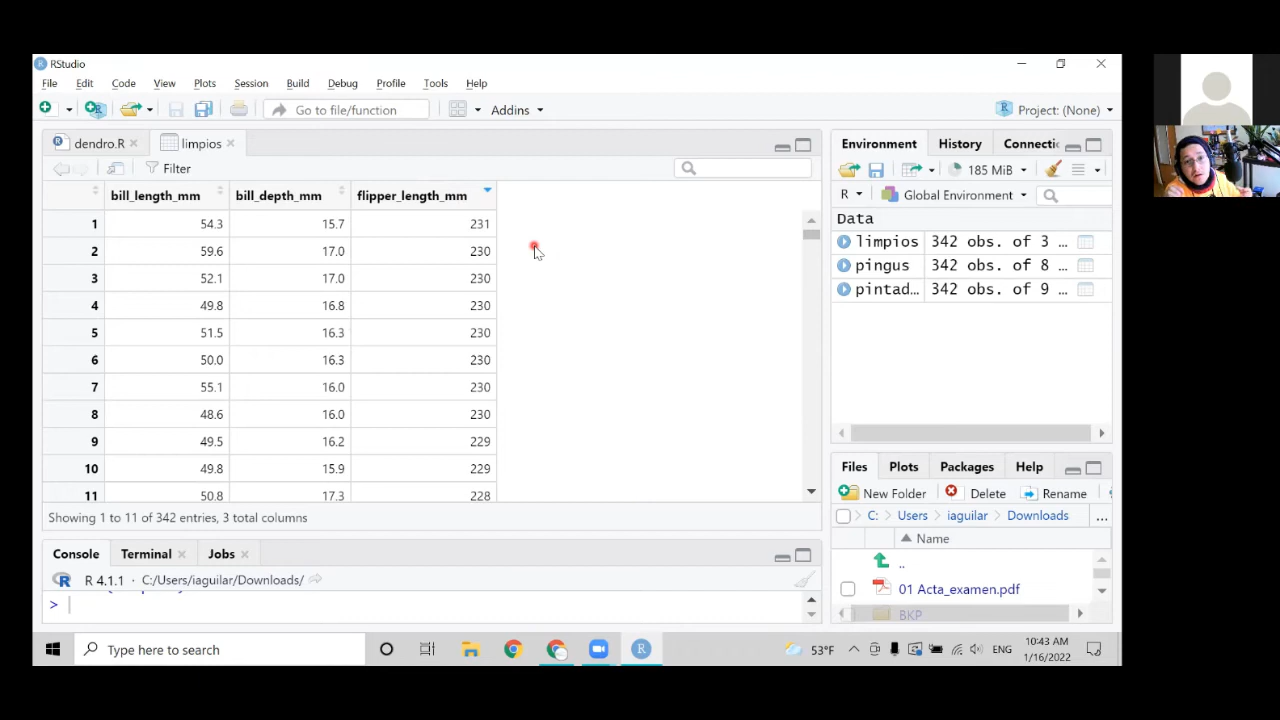 RStudio
File Edit Code View Plots Session Build Debug Profile Tools Help
Go to file/function Addins Project: (None)
dendro.R limpios
Filter
bill_length_mm bill_depth_mm flipper_length_mm
1 54.3 15.7 231
2 59.6 17.0 230
3 52.1 17.0 230
4 49.8 16.8 230
5 51.5 16.3 230
6 50.0 16.3 230
7 55.1 16.0 230
8 48.6 16.0 230
9 49.5 16.2 229
10 49.8 15.9 229
11 50.8 17.3 228
Showing 1 to 11 of 342 entries, 3 total columns
Console Terminal Jobs
R 4.1.1 · C:/Users/iaguilar/Downloads/
>
Environment History Connecti
185 MiB
R Global Environment
Data
limpios 342 obs. of 3 …
pingus 342 obs. of 8 …
pintad… 342 obs. of 9 …
Files Plots Packages Help
New Folder Delete Rename
C: Users iaguilar Downloads ...
Name
..
01 Acta_examen.pdf
BKP
Type here to search
53°F ENG
10:43 AM
1/16/2022